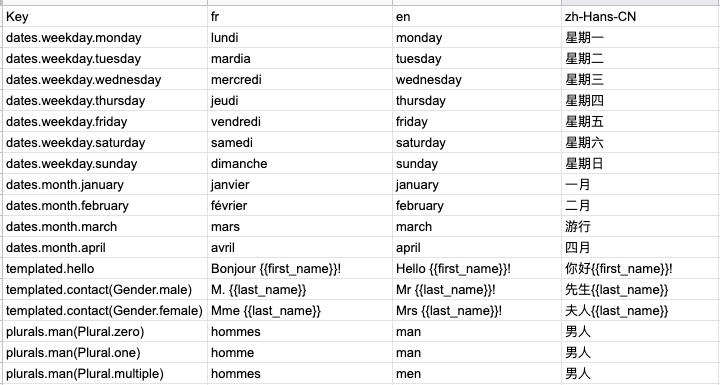 Key fr en zh-Hans-CN
dates.weekday.monday lundi monday 星期一
dates.weekday.tuesday mardia tuesday 星期二
dates.weekday.wednesday mercredi wednesday 星期三
dates.weekday.thursday jeudi thursday 星期四
dates.weekday.friday vendredi friday 星期五
dates.weekday.saturday samedi saturday 星期六
dates.weekday.sunday dimanche sunday 星期日
dates.month.january janvier january 一月
dates.month.february février february 二月
dates.month.march mars march 游行
dates.month.april avril april 四月
templated.hello Bonjour {{first_name}}! Hello {{first_name}}! 你好{{first_name}}!
templated.contact(Gender.male) M. {{last_name}} Mr {{last_name}}! 先生{{last_name}}
templated.contact(Gender.female) Mme {{last_name}} Mrs {{last_name}}! 夫人{{last_name}}
plurals.man(Plural.zero) hommes man 男人
plurals.man(Plural.one) homme man 男人
plurals.man(Plural.multiple) hommes men 男人